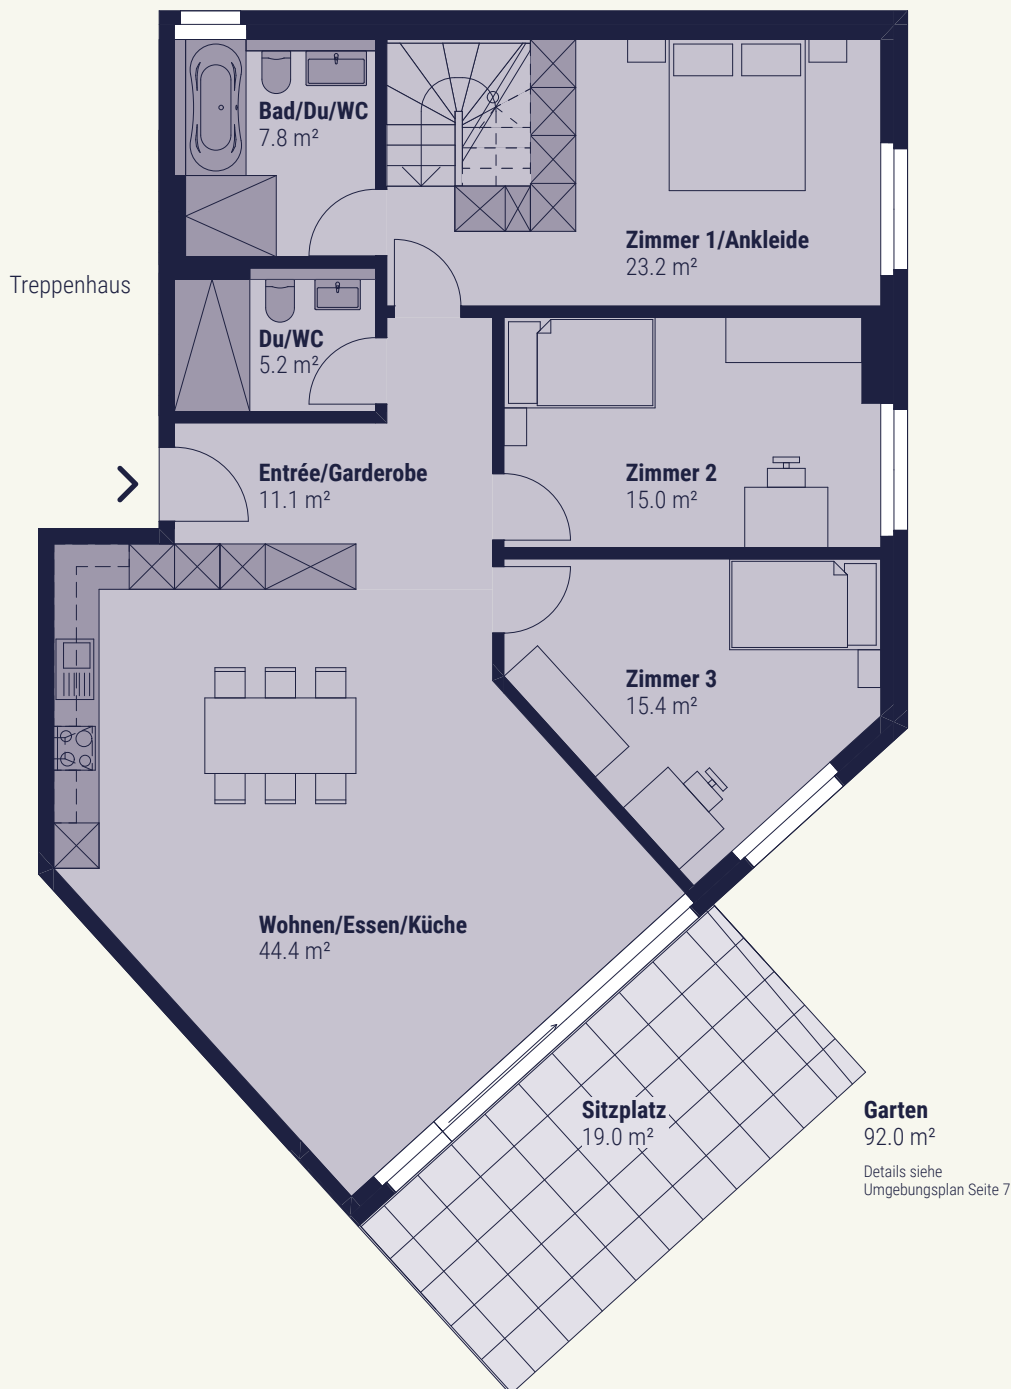 Bad/Du/WC
7.8 m²
Zimmer 1/Ankleide
23.2 m²
Treppenhaus
Du/WC
5.2 m²
Entrée/Garderobe
11.1 m²
Zimmer 2
15.0 m²
Zimmer 3
15.4 m²
Wohnen/Essen/Küche
44.4 m²
Sitzplatz
19.0 m²
Garten
92.0 m²
Details siehe
Umgebungsplan Seite 7